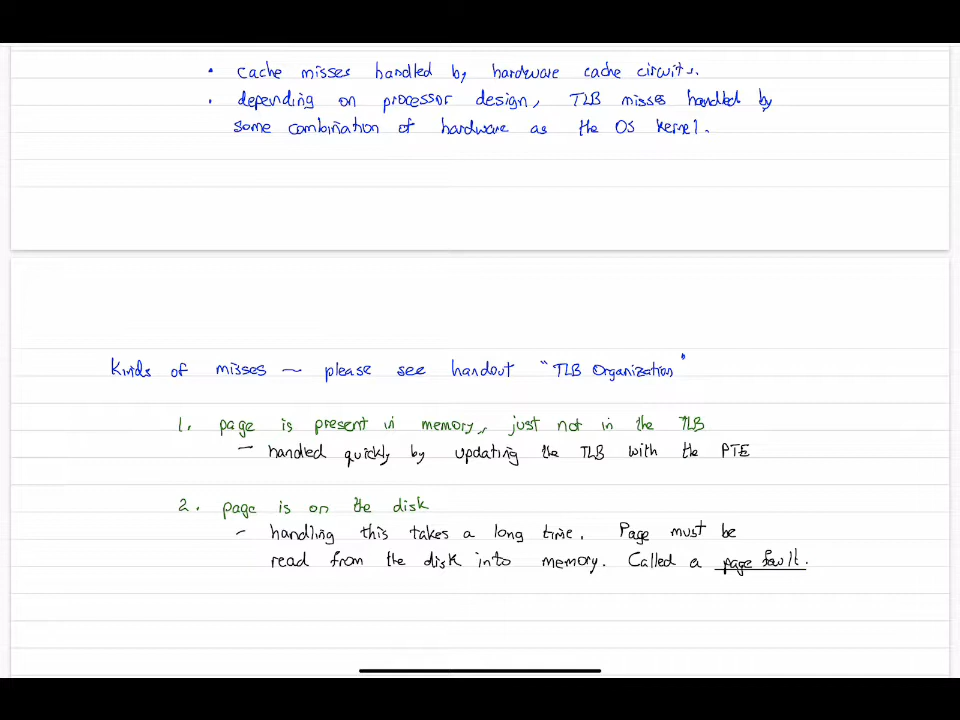 • cache misses handled by hardware cache circuits.
• depending on processor design, TLB misses handled by
some combination of hardware as the OS kernel.
Kinds of misses ~ please see handout "TLB Organization"
1. page is present in memory, just not in the TLB
- handled quickly by updating the TLB with the PTE
2. page is on the disk
- handling this takes a long time. Page must be
read from the disk into memory. Called a page fault.